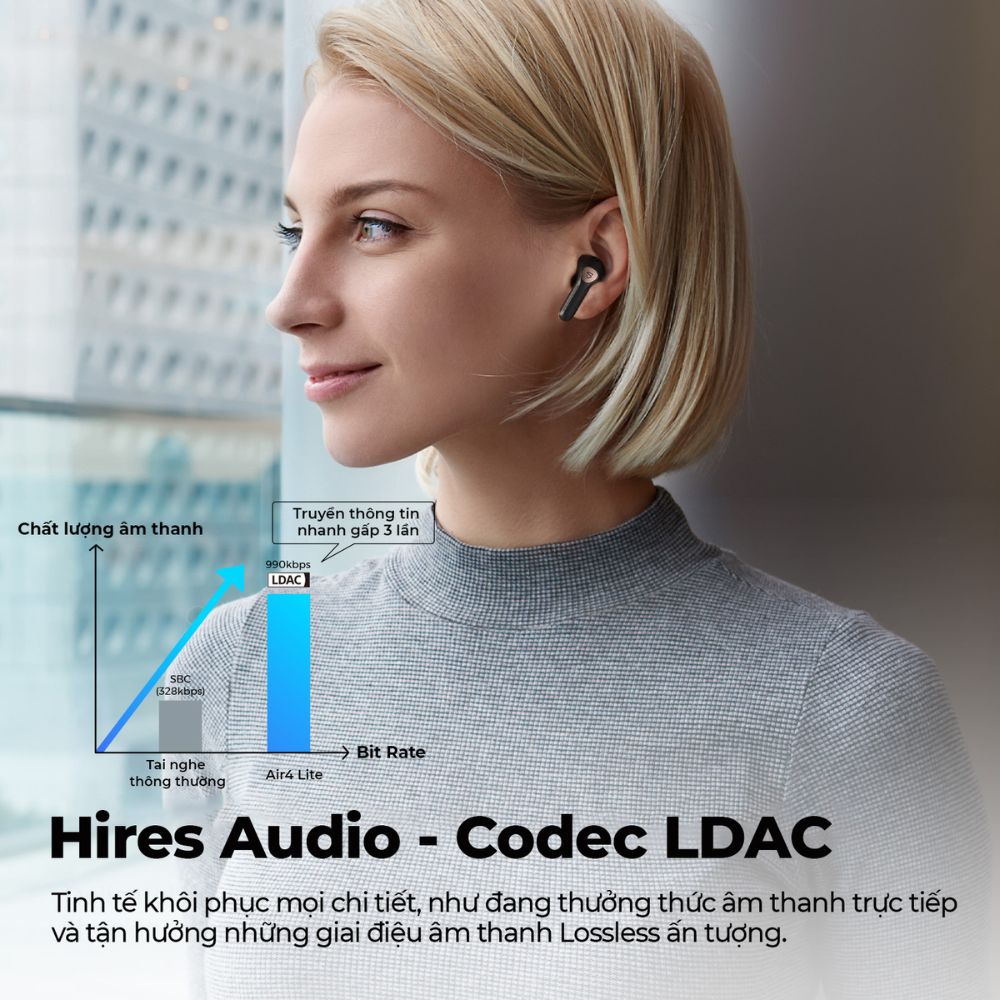 Chất lượng âm thanh
Truyền thông tin
nhanh gấp 3 lần
990kbps
LDAC
SBC
(328kbps)
Bit Rate
Tai nghe
thông thường
Air4 Lite
Hires Audio - Codec LDAC
Tinh tế khôi phục mọi chi tiết, như đang thưởng thức âm thanh trực tiếp
và tận hưởng những giai điệu âm thanh Lossless ấn tượng.